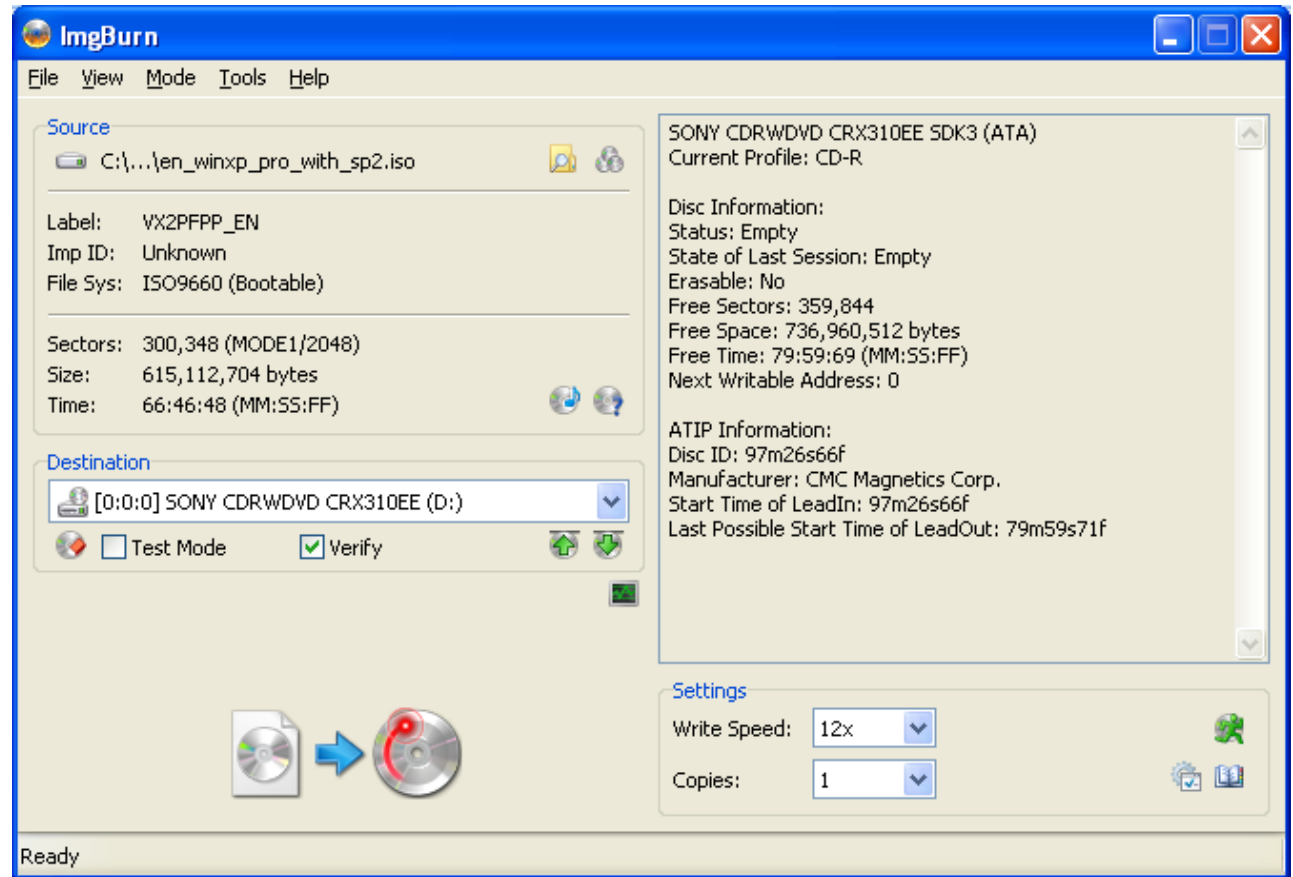 ImgBurn
File View Mode Tools Help
Source
C:\...\en_winxp_pro_with_sp2.iso
Label: VX2PFPP_EN
Imp ID: Unknown
File Sys: ISO9660 (Bootable)
Sectors: 300,348 (MODE1/2048)
Size: 615,112,704 bytes
Time: 66:46:48 (MM:SS:FF)
Destination
[0:0:0] SONY CDRWDVD CRX310EE (D:)
Test Mode Verify
SONY CDRWDVD CRX310EE SDK3 (ATA)
Current Profile: CD-R
Disc Information:
Status: Empty
State of Last Session: Empty
Erasable: No
Free Sectors: 359,844
Free Space: 736,960,512 bytes
Free Time: 79:59:69 (MM:SS:FF)
Next Writable Address: 0
ATIP Information:
Disc ID: 97m26s66f
Manufacturer: CMC Magnetics Corp.
Start Time of LeadIn: 97m26s66f
Last Possible Start Time of LeadOut: 79m59s71f
Settings
Write Speed: 12x
Copies: 1
Ready